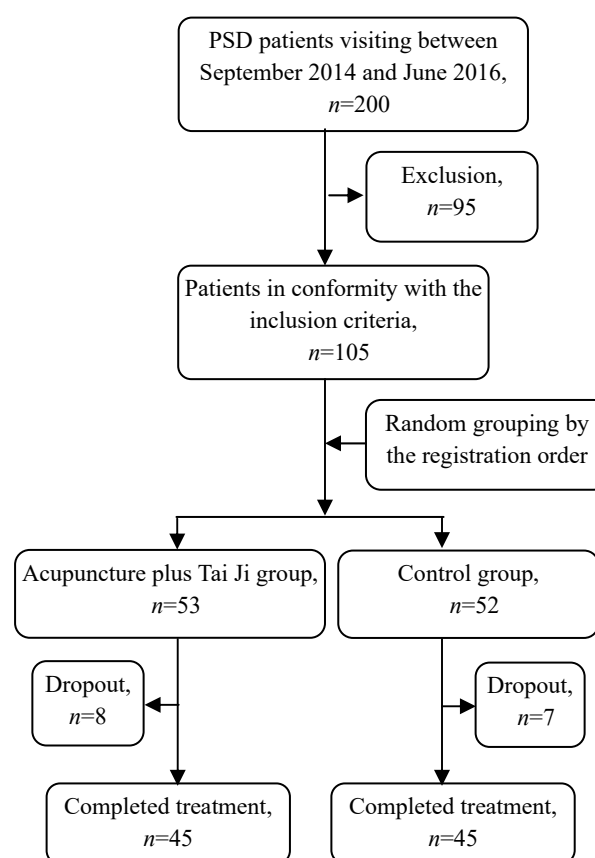 PSD patients visiting between
September 2014 and June 2016,
n=200
Exclusion,
n=95
Patients in conformity with the
inclusion criteria,
n=105
Random grouping by
the registration order
Acupuncture plus Tai Ji group,
n=53
Control group,
n=52
Dropout,
n=8
Dropout,
n=7
Completed treatment,
n=45
Completed treatment,
n=45